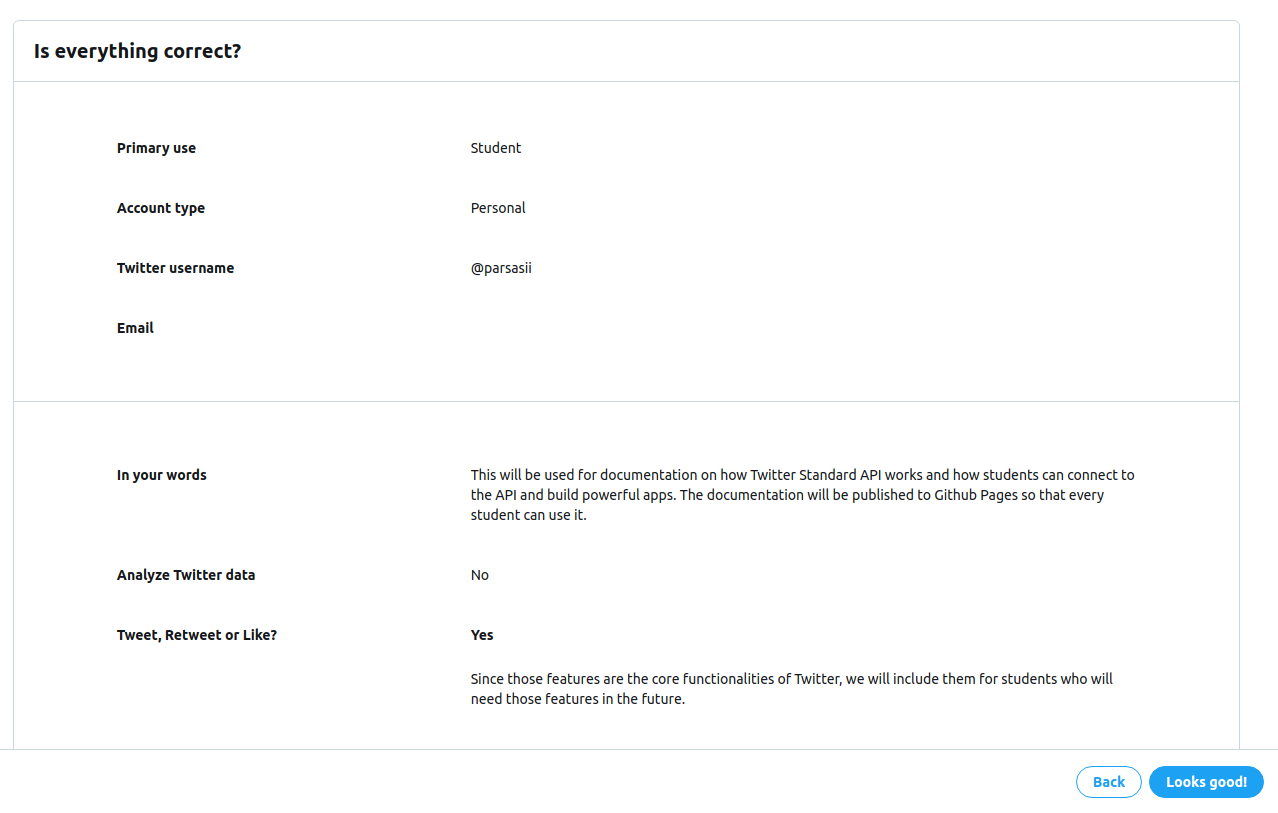 Is everything correct?
Primary use Student
Account type Personal
Twitter username @parsasii
Email
In your words This will be used for documentation on how Twitter Standard API works and how students can connect to
the API and build powerful apps. The documentation will be published to Github Pages so that every
student can use it.
Analyze Twitter data No
Tweet, Retweet or Like? Yes
Since those features are the core functionalities of Twitter, we will include them for students who will
need those features in the future.
Back Looks good!